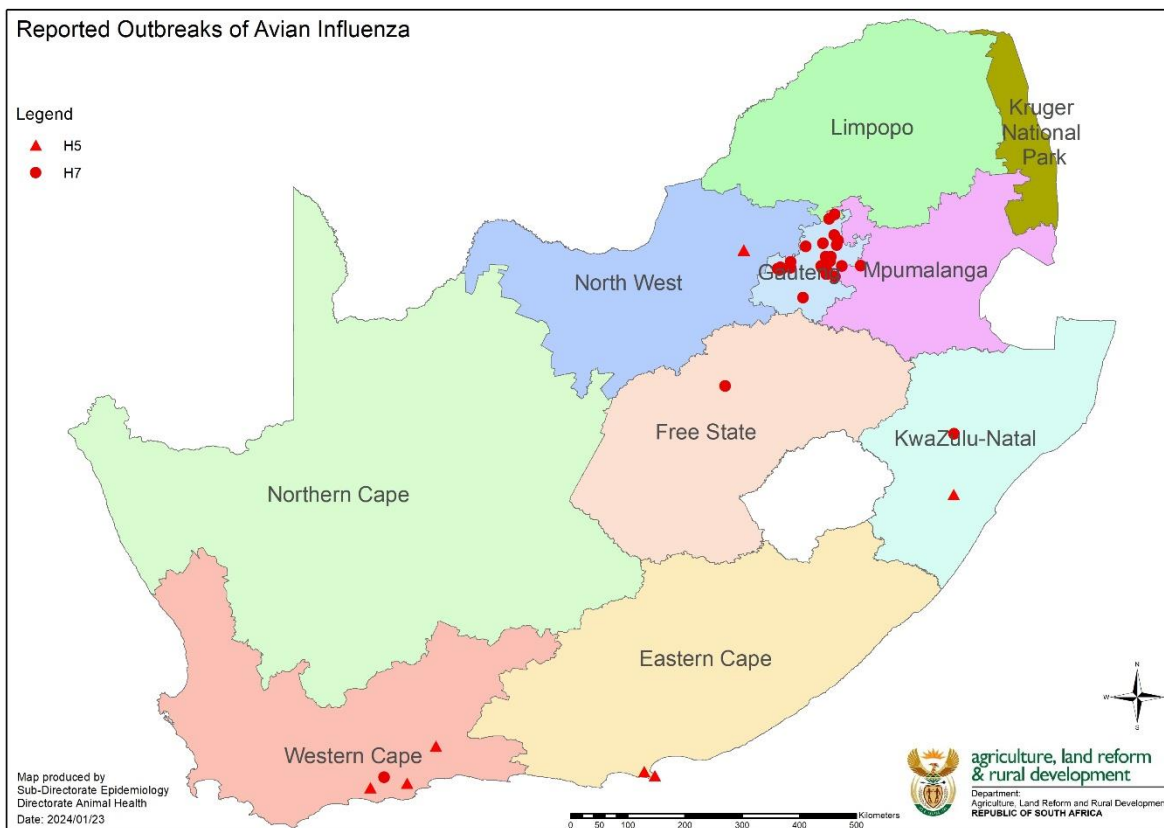 Reported Outbreaks of Avian Influenza
Legend
H5
H7
Limpopo
Kruger
National
Park
North West
Gauteng
Mpumalanga
Free State
KwaZulu-Natal
Northern Cape
Eastern Cape
Western Cape
N
W
S
Map produced by
Sub-Directorate Epidemiology
Directorate Animal Health
Date: 2024/01/23
0 50 100 200 300 400 500
Kilometers
agriculture, land reform
& rural development
Department:
Agriculture, Land Reform and Rural Development
REPUBLIC OF SOUTH AFRICA